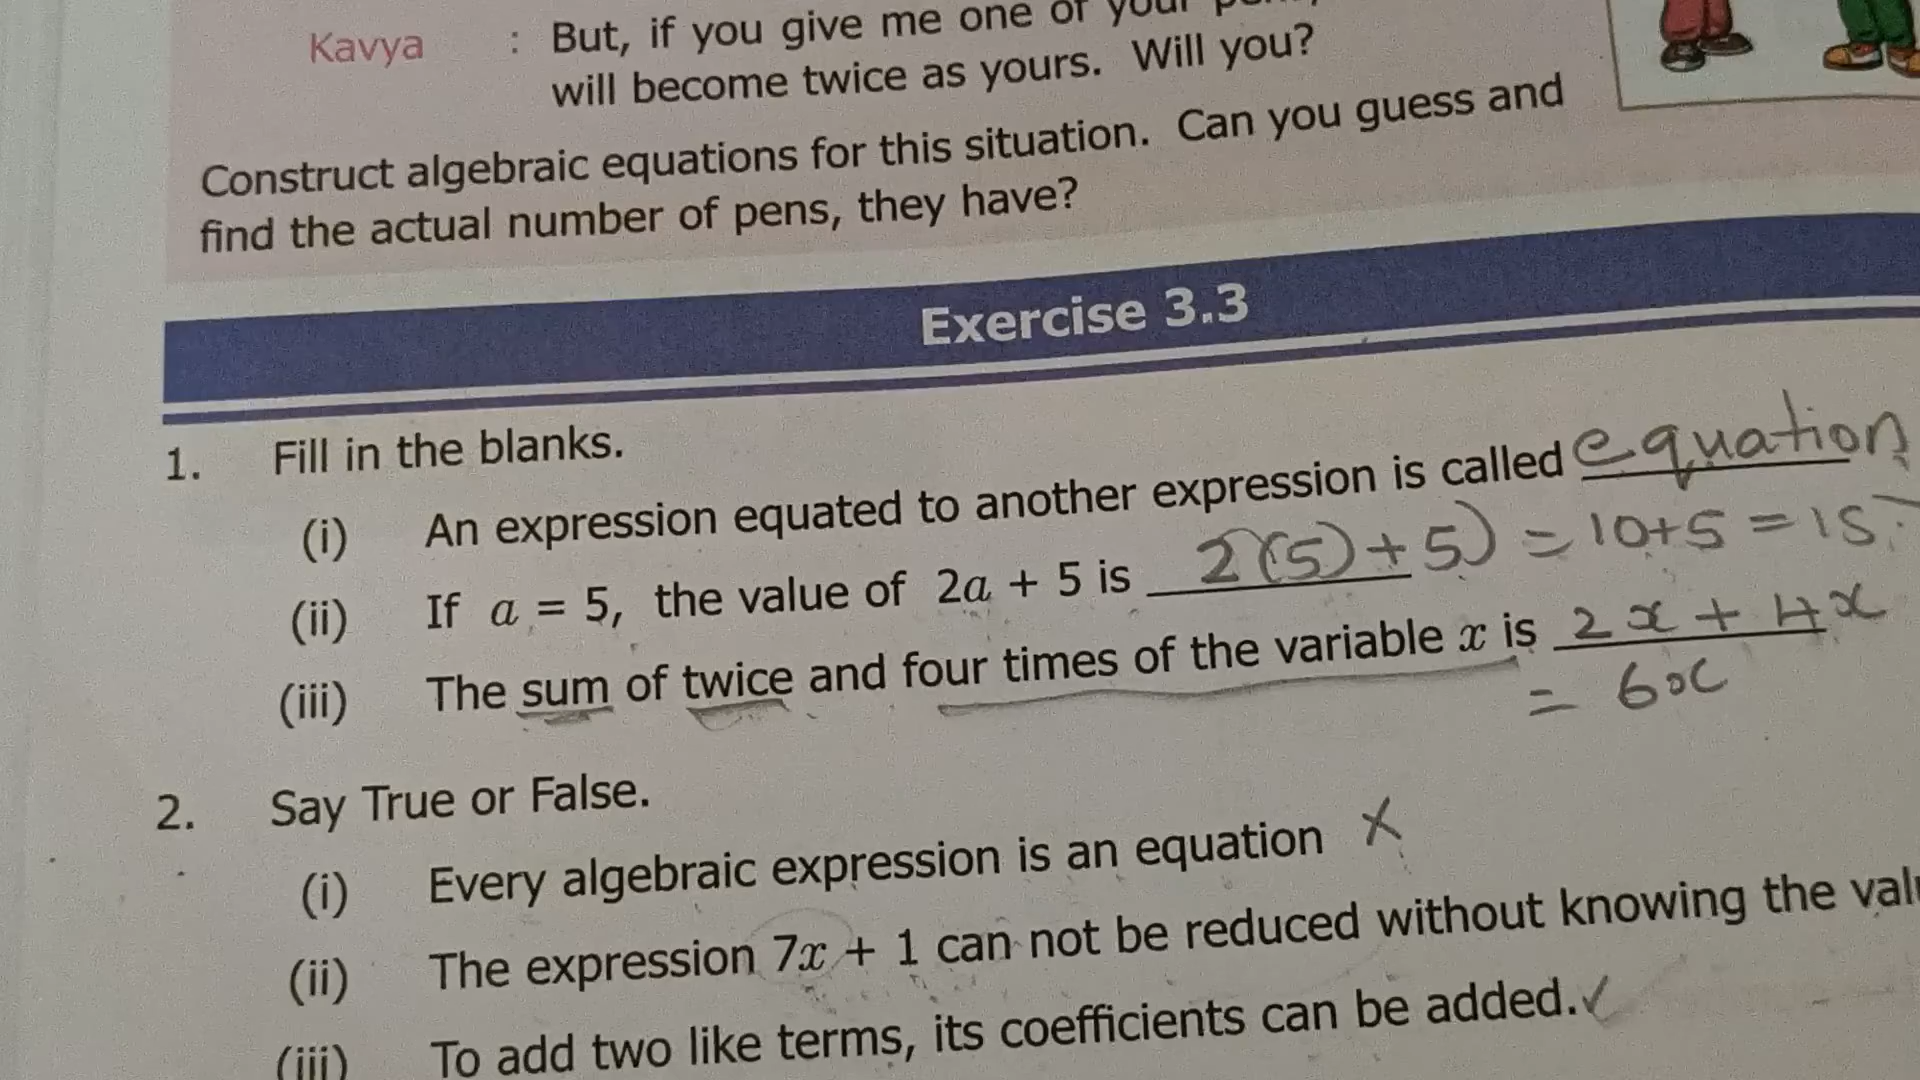 Kavya : But, if you give me one of your
will become twice as yours. Will you?
Construct algebraic equations for this situation. Can you guess and
find the actual number of pens, they have?
Exercise 3.3
1. Fill in the blanks.
(i) An expression equated to another expression is called equation
(ii) If a = 5, the value of 2a + 5 is 2(5)+5) = 10+5 = 15
(iii) The sum of twice and four times of the variable x is 2x + 4x
= 6x
2. Say True or False.
(i) Every algebraic expression is an equation ×
(ii) The expression 7x + 1 can not be reduced without knowing the
(iii) To add two like terms, its coefficients can be added. ✓